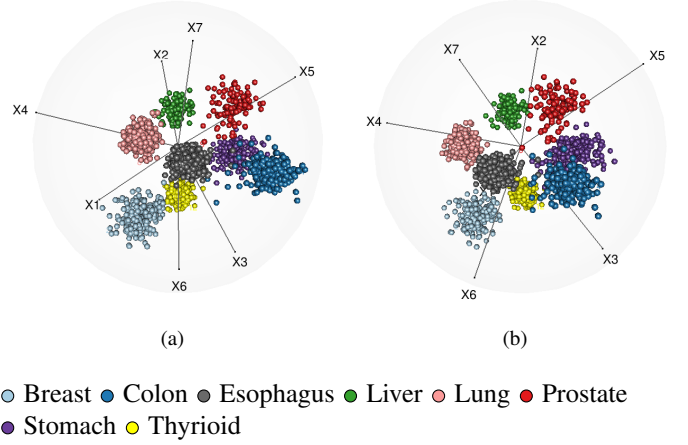 X7
X2
X5
X4
X1
X3
X6
X2
X7
X5
X4
X3
X6
(a)
(b)
Breast Colon Esophagus Liver Lung Prostate
Stomach Thyrioid